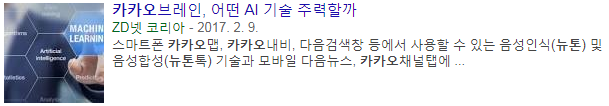 카카오브레인, 어떤 AI 기술 주력할까
ZD넷 코리아 - 2017. 2. 9.
스마트폰 카카오맵, 카카오내비, 다음검색창 등에서 사용할 수 있는 음성인식(뉴톤) 및
음성합성(뉴톤톡) 기술과 모바일 다음뉴스, 카카오채널탭에 ...
MACHINE
LEARNING
Artificial
Intelligence